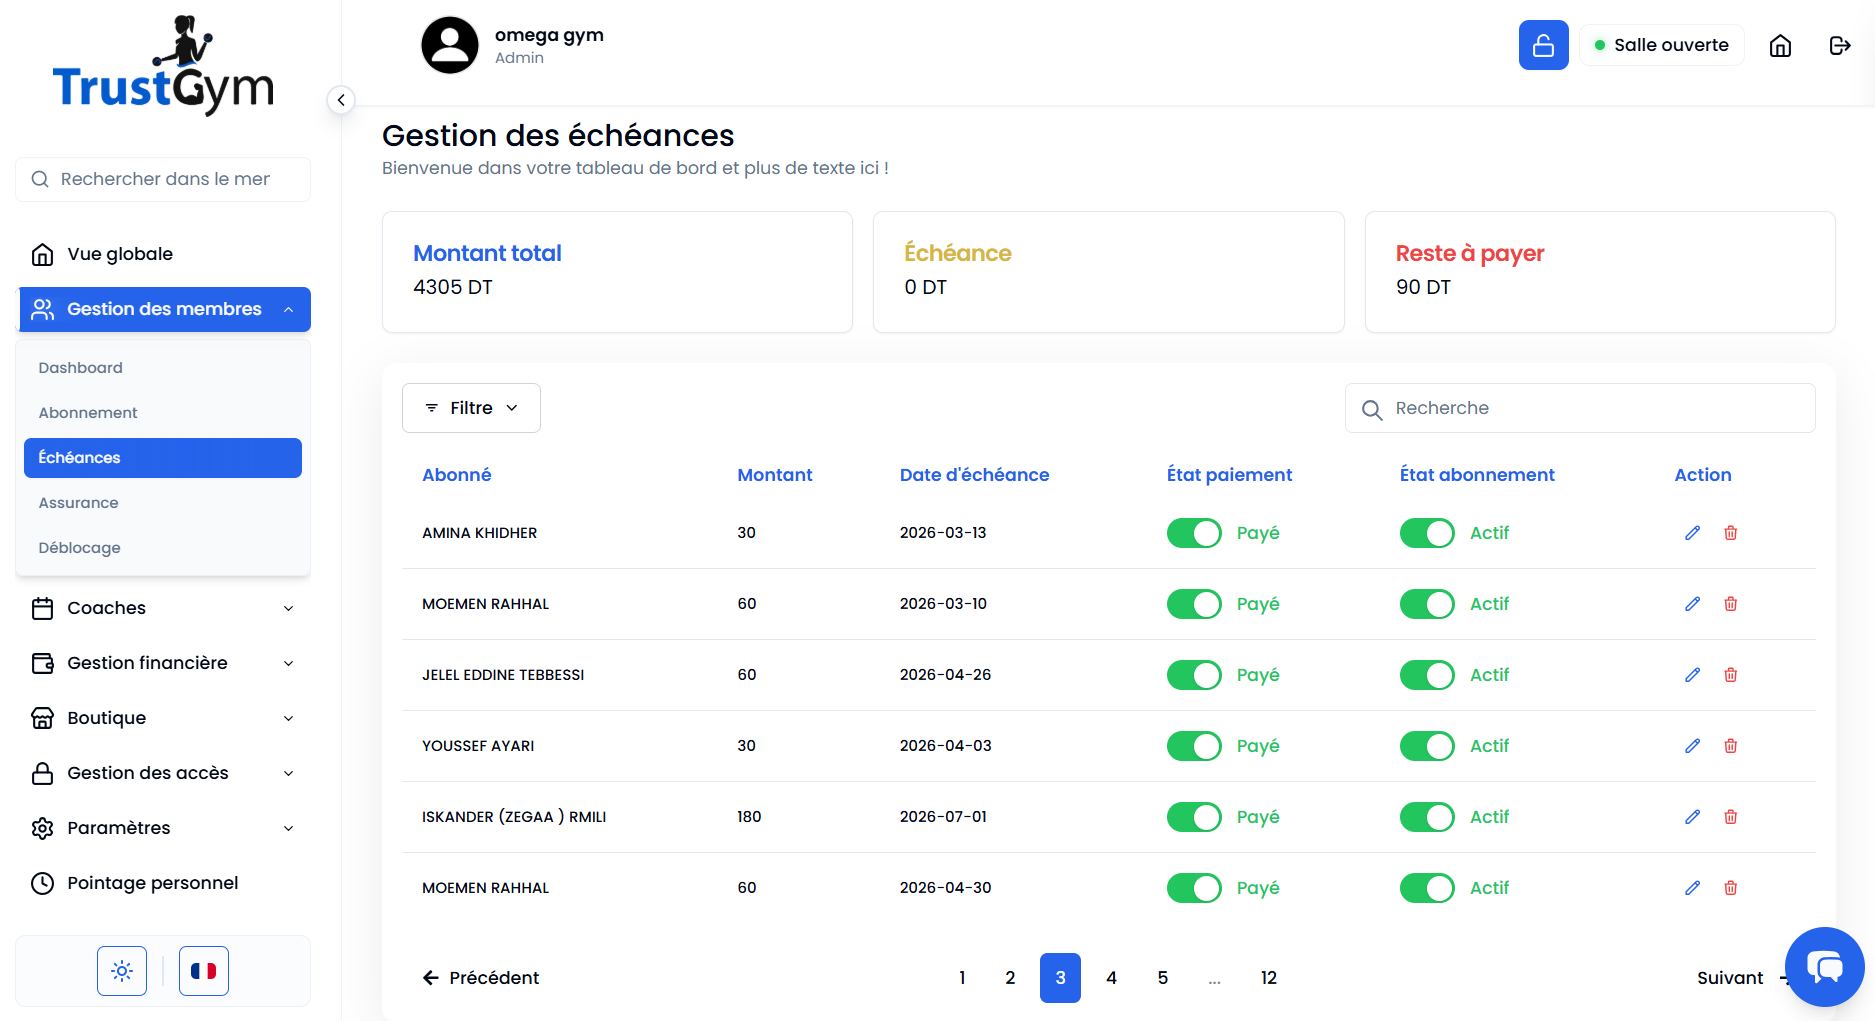 TrustGym
omega gym
Admin
Salle ouverte
Rechercher dans le mer
Vue globale
Gestion des membres
Dashboard
Abonnement
Échéances
Assurance
Déblocage
Coaches
Gestion financière
Boutique
Gestion des accès
Paramètres
Pointage personnel
Gestion des échéances
Bienvenue dans votre tableau de bord et plus de texte ici !
Montant total
4305 DT
Échéance
0 DT
Reste à payer
90 DT
Filtre
Recherche
Abonné Montant Date d'échéance État paiement État abonnement Action
AMINA KHIDHER 30 2026-03-13 Payé Actif
MOEMEN RAHHAL 60 2026-03-10 Payé Actif
JELEL EDDINE TEBBESSI 60 2026-04-26 Payé Actif
YOUSSEF AYARI 30 2026-04-03 Payé Actif
ISKANDER (ZEGAA ) RMILI 180 2026-07-01 Payé Actif
MOEMEN RAHHAL 60 2026-04-30 Payé Actif
Précédent 1 2 3 4 5 ... 12 Suivant